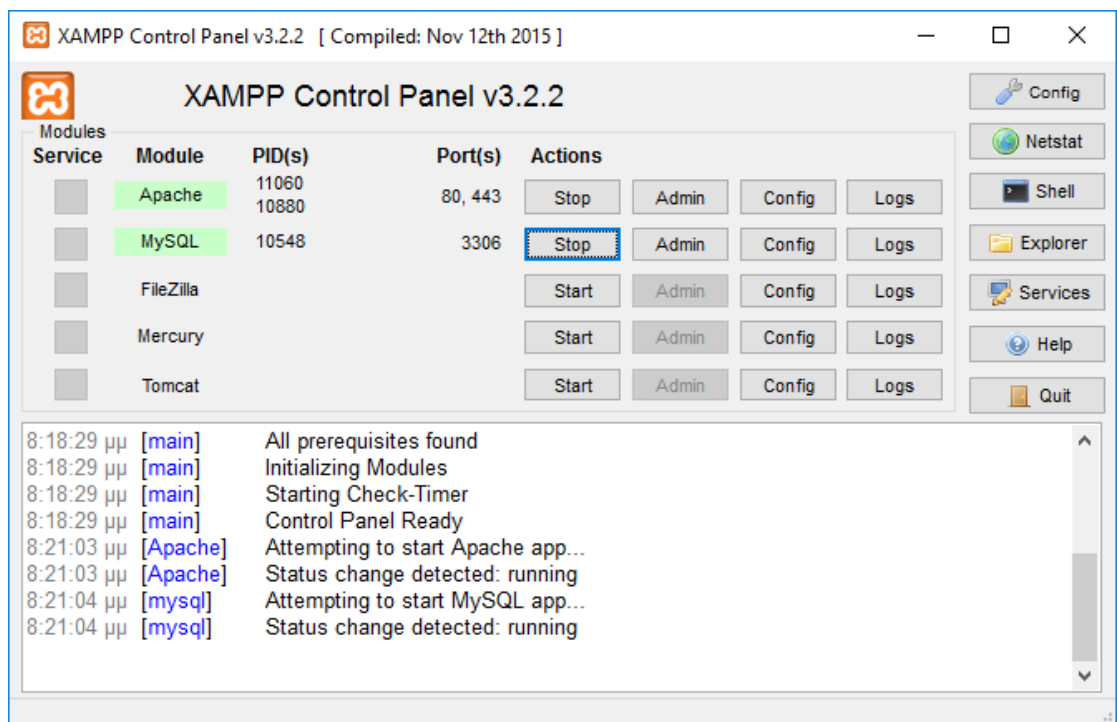 XAMPP Control Panel v3.2.2 [ Compiled: Nov 12th 2015 ]
XAMPP Control Panel v3.2.2
Config
Modules
Netstat
Service Module PID(s) Port(s) Actions
Apache 11060 10880 80, 443 Stop Admin Config Logs
Shell
MySQL 10548 3306 Stop Admin Config Logs
Explorer
FileZilla Start Admin Config Logs
Services
Mercury Start Admin Config Logs
Help
Tomcat Start Admin Config Logs
Quit
8:18:29 μμ [main] All prerequisites found
8:18:29 μμ [main] Initializing Modules
8:18:29 μμ [main] Starting Check-Timer
8:18:29 μμ [main] Control Panel Ready
8:21:03 μμ [Apache] Attempting to start Apache app...
8:21:03 μμ [Apache] Status change detected: running
8:21:04 μμ [mysql] Attempting to start MySQL app...
8:21:04 μμ [mysql] Status change detected: running